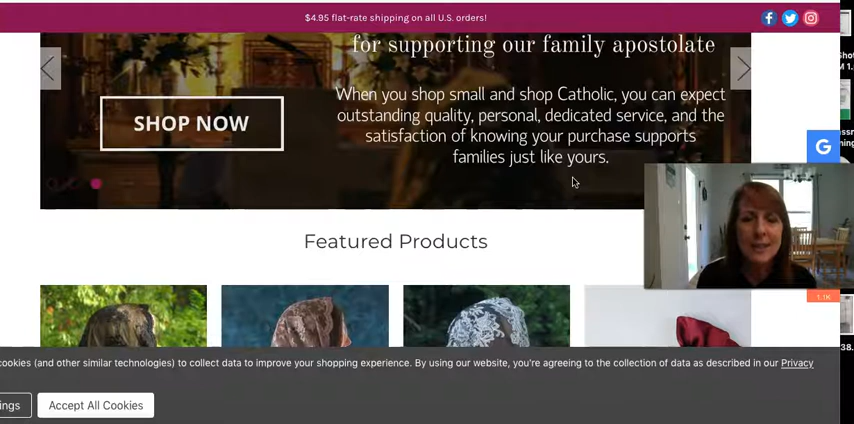 $4.95 flat-rate shipping on all U.S. orders!
for supporting our family apostolate
When you shop small and shop Catholic, you can expect
outstanding quality, personal, dedicated service, and the
satisfaction of knowing your purchase supports
families just like yours.
SHOP NOW
G
Featured Products
1.1K
cookies (and other similar technologies) to collect data to improve your shopping experience. By using our website, you're agreeing to the collection of data as described in our Privacy
ings
Accept All Cookies